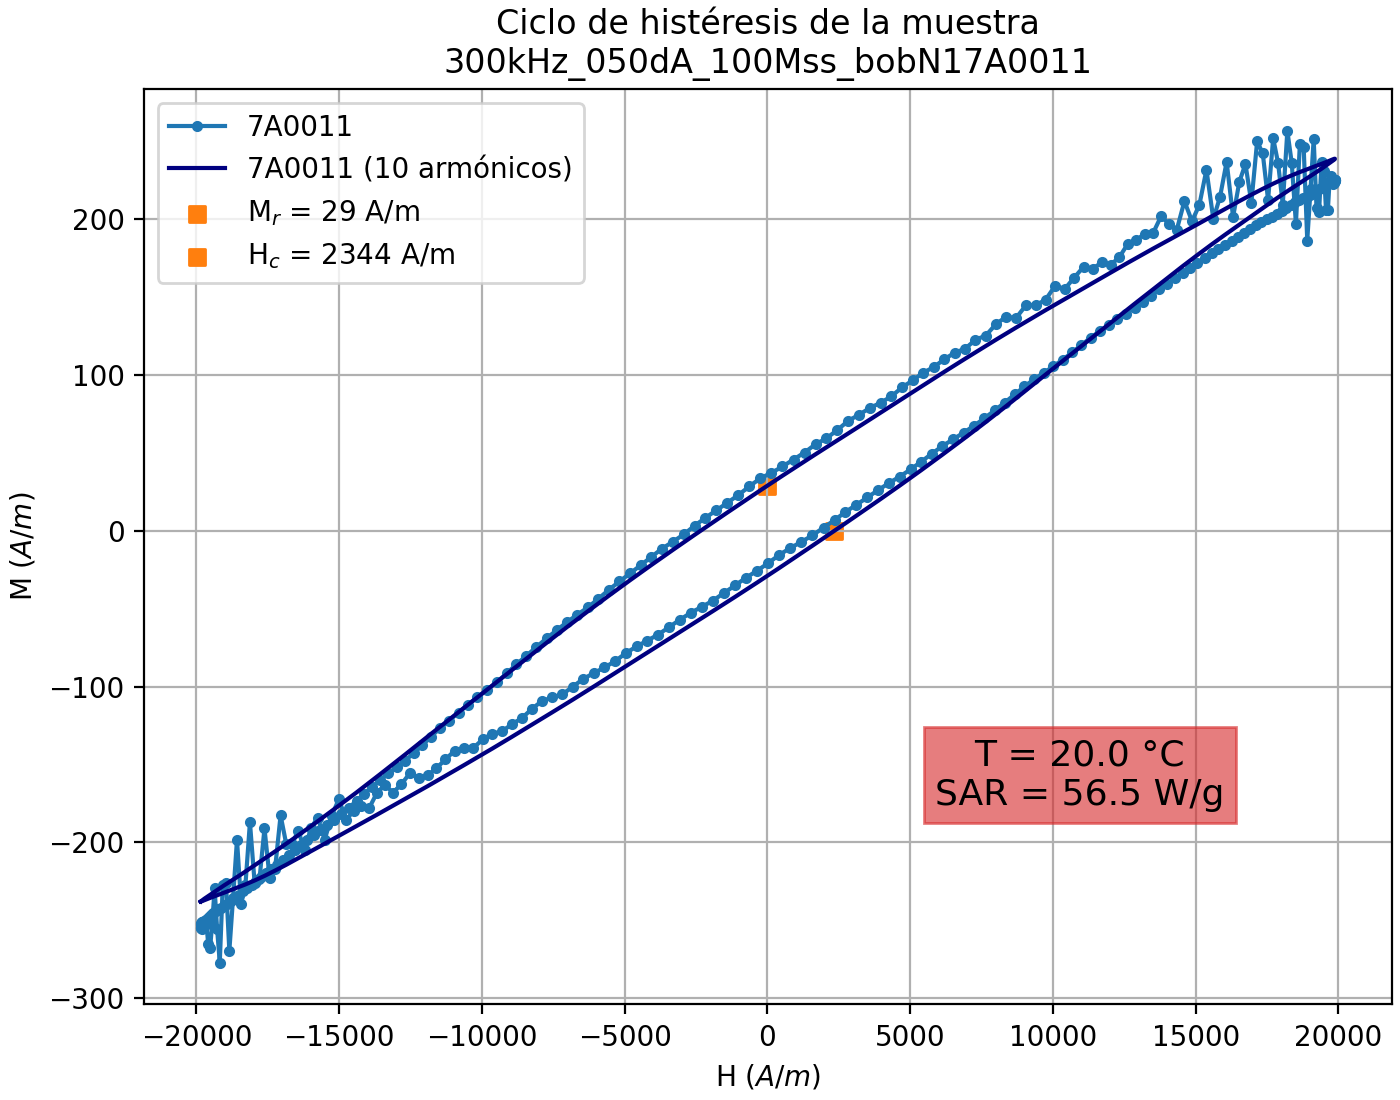 Ciclo de histéresis de la muestra
300kHz_050dA_100Mss_bobN17A0011
7A0011
7A0011 (10 armónicos)
Mᵣ = 29 A/m
H_c = 2344 A/m
200
100
0
−100
−200
−300
M (A/m)
T = 20.0 °C
SAR = 56.5 W/g
−20000 −15000 −10000 −5000 0 5000 10000 15000 20000
H (A/m)